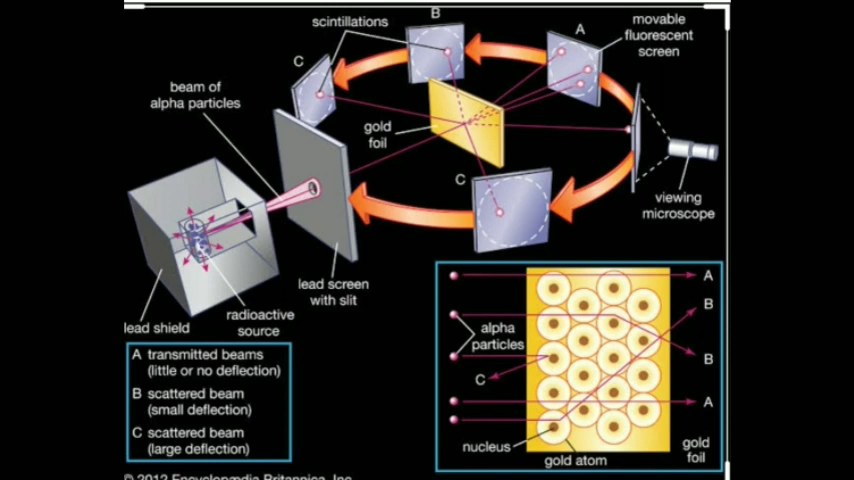 B
scintillations
A
movable
fluorescent
screen
C
beam of
alpha particles
gold
foil
C
viewing
microscope
lead screen
with slit
radioactive
source
lead shield
A transmitted beams
(little or no deflection)
B scattered beam
(small deflection)
C scattered beam
(large deflection)
A
B
alpha
particles
B
C
A
nucleus
gold atom
gold
foil
© 2012 Encyclopædia Britannica, Inc.